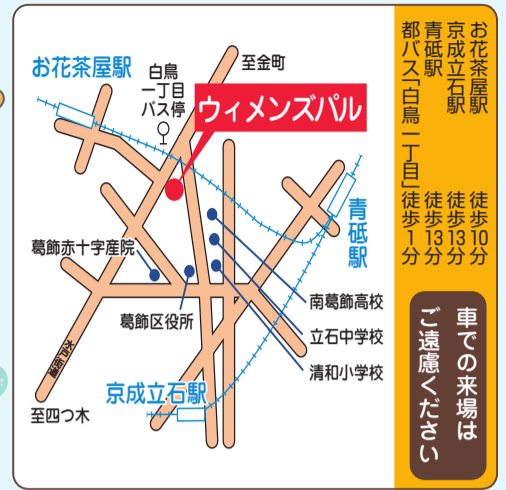 お花茶屋駅 徒歩10分
京成立石駅 徒歩13分
青砥駅 徒歩13分
都バス「白鳥一丁目」徒歩1分
車での来場は
ご遠慮ください
お花茶屋駅
白鳥
一丁目
バス停
至金町
ウィメンズパル
青砥駅
葛飾赤十字産院
葛飾区役所
南葛飾高校
立石中学校
清和小学校
水戸街道
京成立石駅
至四つ木